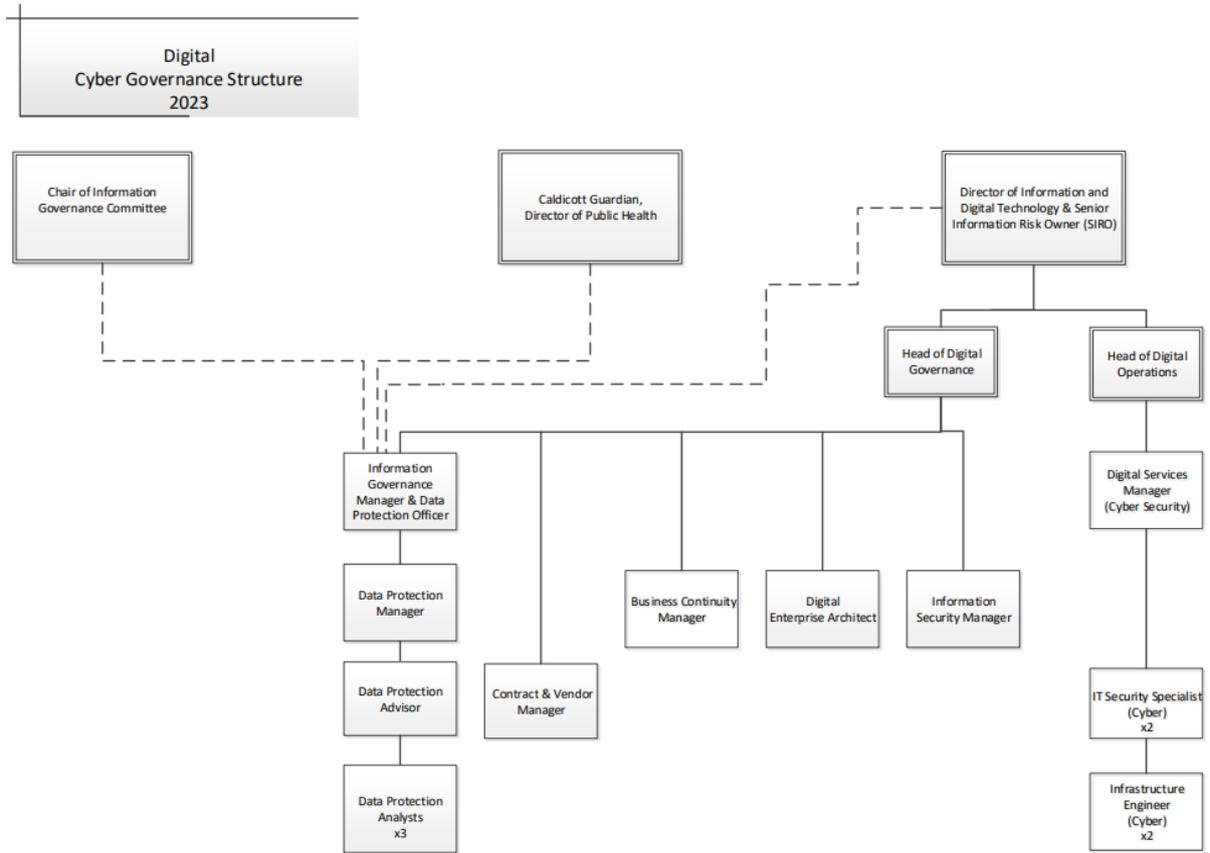 Digital
Cyber Governance Structure
2023
Chair of Information
Governance Committee
Caldicott Guardian,
Director of Public Health
Director of Information and
Digital Technology & Senior
Information Risk Owner (SIRO)
Head of Digital
Governance
Head of Digital
Operations
Information
Governance
Manager & Data
Protection Officer
Digital Services
Manager
(Cyber Security)
Data Protection
Manager
Business Continuity
Manager
Digital
Enterprise Architect
Information
Security Manager
Data Protection
Advisor
Contract & Vendor
Manager
IT Security Specialist
(Cyber)
x2
Data Protection
Analysts
x3
Infrastructure
Engineer
(Cyber)
x2